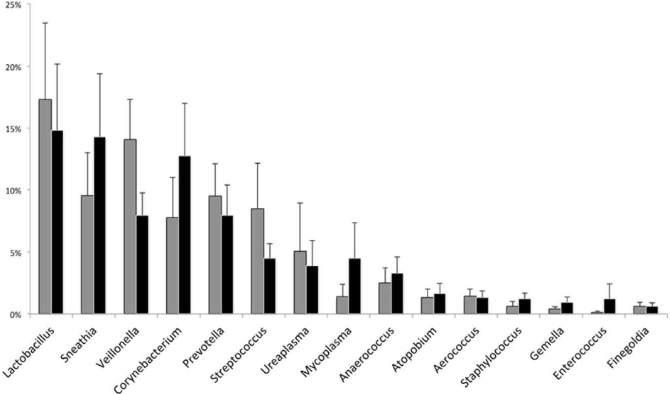 25%
20%
15%
10%
5%
0%
Lactobacillus
Sneathia
Veillonella
Corynebacterium
Prevotella
Streptococcus
Ureaplasma
Mycoplasma
Anaerococcus
Atopobium
Aerococcus
Staphylococcus
Gemella
Enterococcus
Finegoldia